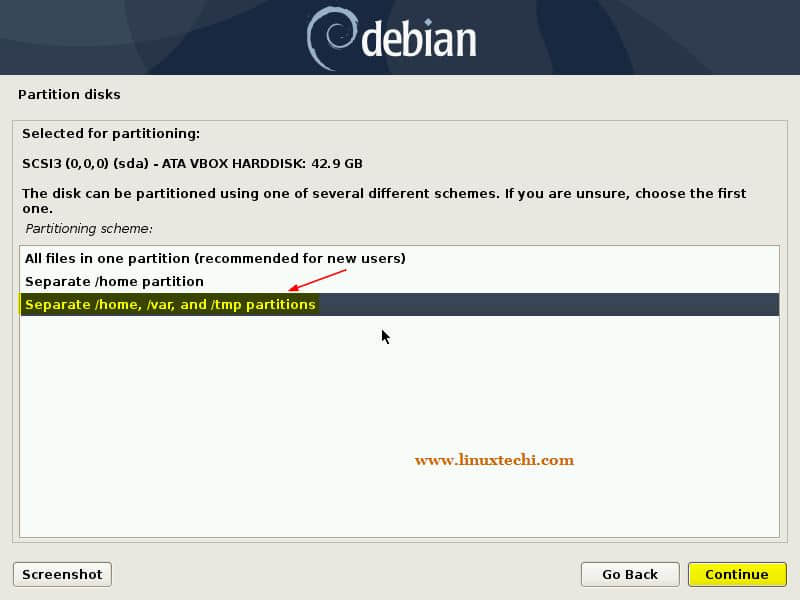 debian
Partition disks
Selected for partitioning:
SCSI3 (0,0,0) (sda) - ATA VBOX HARDDISK: 42.9 GB
The disk can be partitioned using one of several different schemes. If you are unsure, choose the first
one.
Partitioning scheme:
All files in one partition (recommended for new users)
Separate /home partition
Separate /home, /var, and /tmp partitions
www.linuxtechi.com
Screenshot
Go Back
Continue